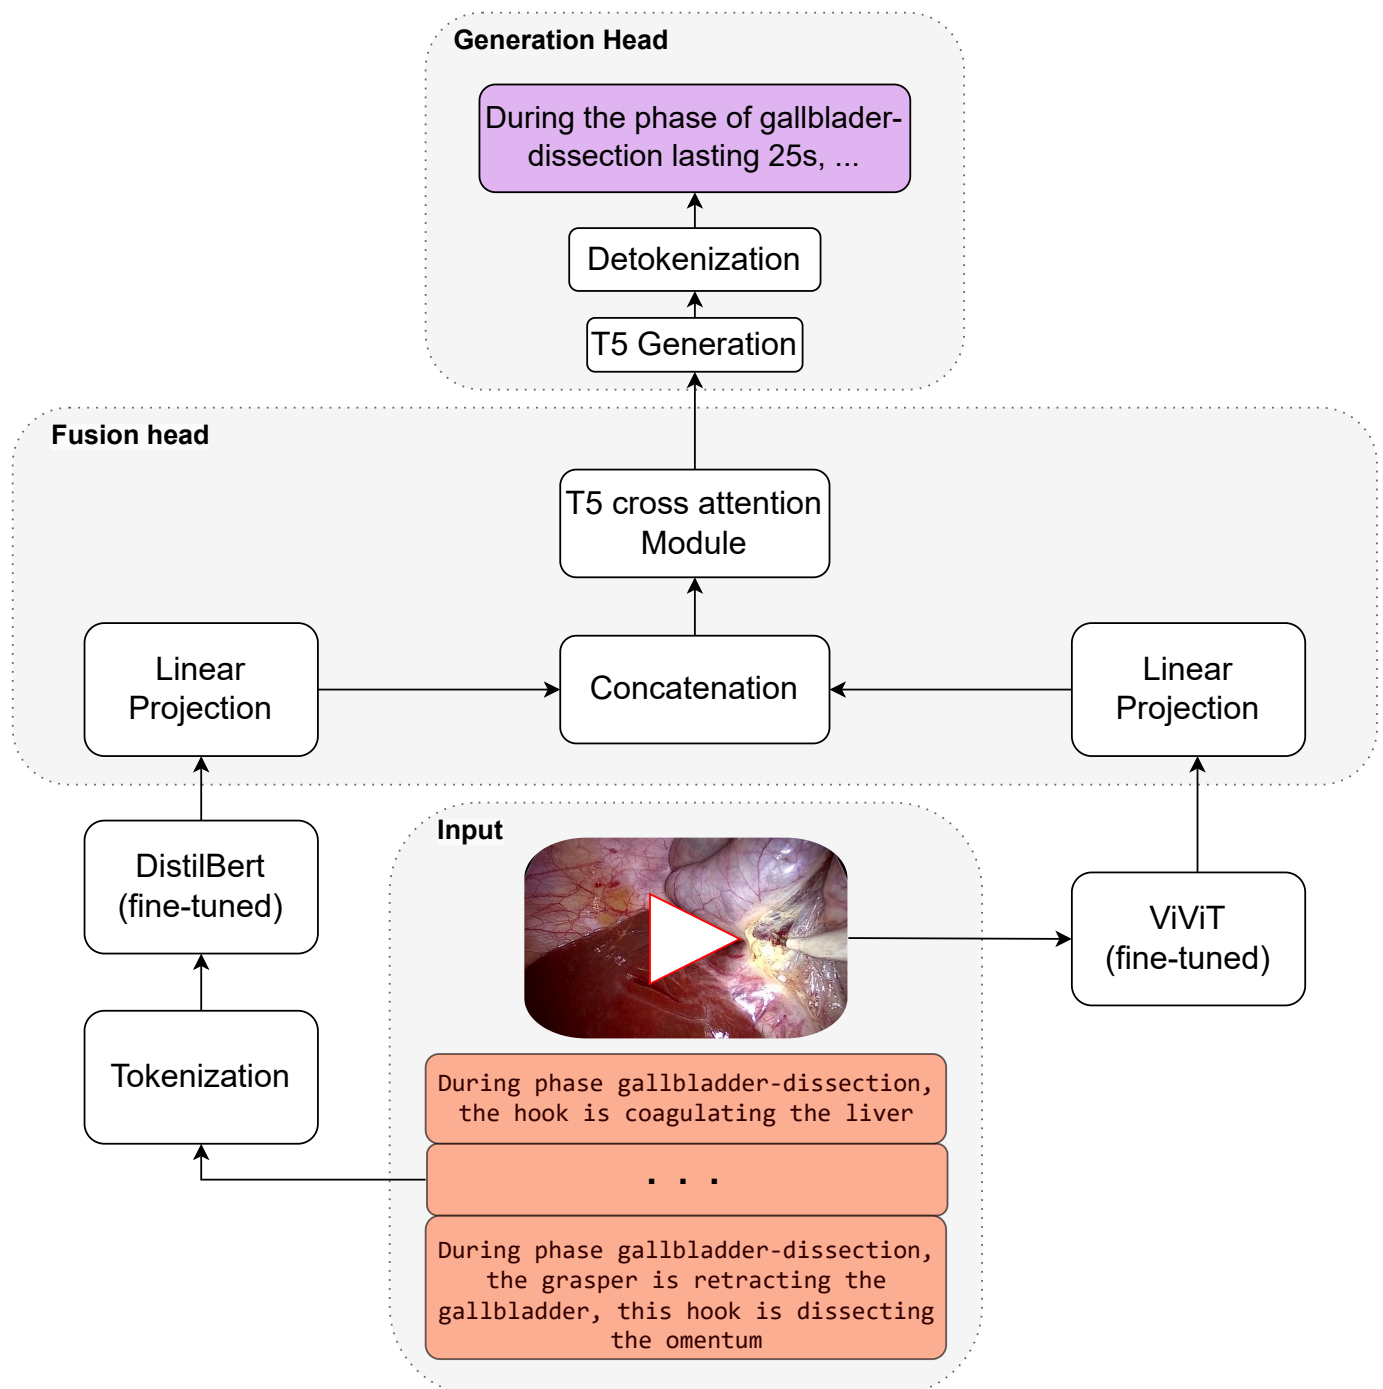 Generation Head
During the phase of gallblader-
dissection lasting 25s, ...
Detokenization
T5 Generation
Fusion head
T5 cross attention
Module
Linear
Projection
Concatenation
Linear
Projection
DistilBert
(fine-tuned)
Input
ViViT
(fine-tuned)
Tokenization
During phase gallbladder-dissection,
the hook is coagulating the liver
. . .
During phase gallbladder-dissection,
the grasper is retracting the
gallbladder, this hook is dissecting
the omentum